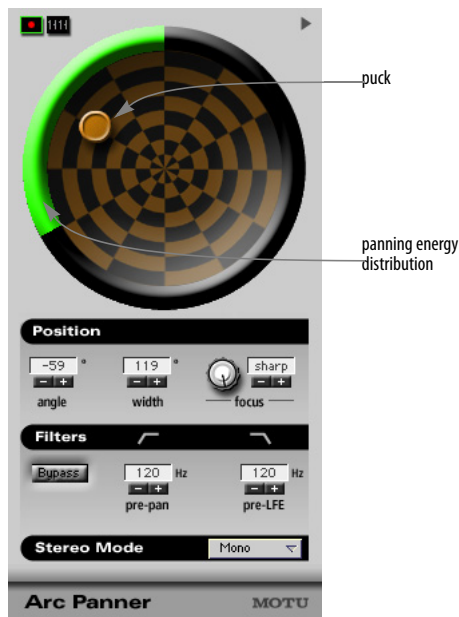 puck
panning energy
distribution
Position
-59 °
119 °
sharp
- +
- +
- +
angle
width
focus
Filters
Bypass
120 Hz
120 Hz
- +
- +
pre-pan
pre-LFE
Stereo Mode
Mono
Arc Panner
MOTU